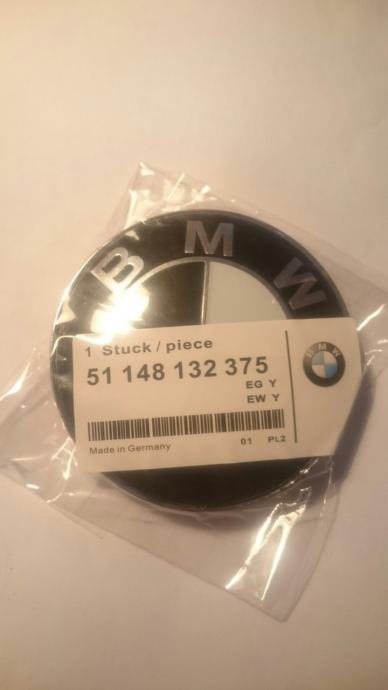 BMW
1 Stuck / piece
51 148 132 375
EG Y
EW Y
Made in Germany 01 PL2
BMW